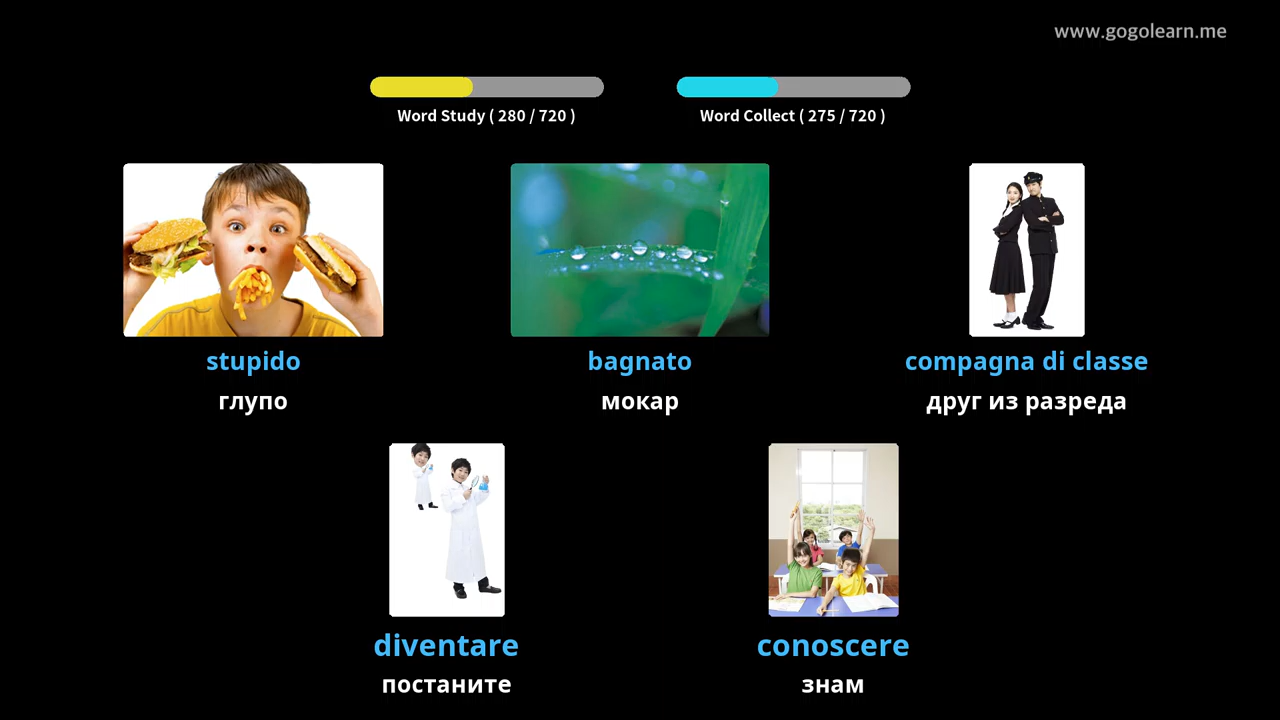 www.gogolearn.me
Word Study ( 280 / 720 )
Word Collect ( 275 / 720 )
stupido
глупо
bagnato
мокар
compagna di classe
друг из разреда
diventare
постаните
conoscere
знам